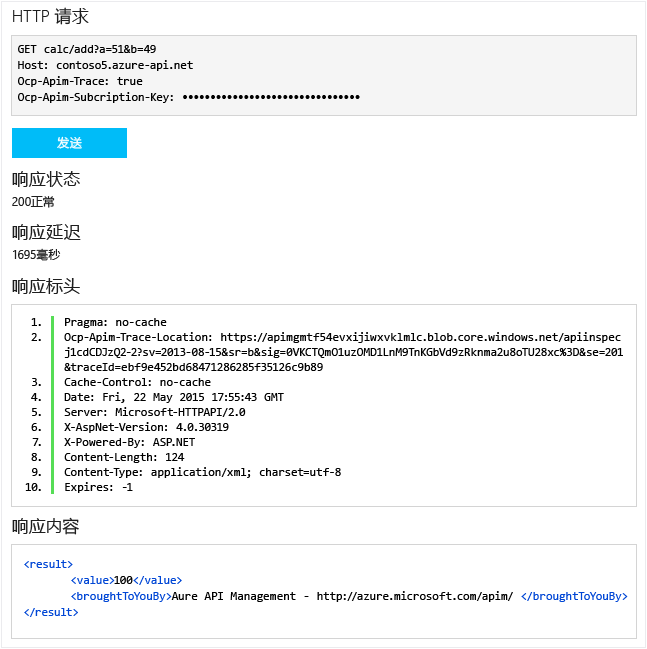 HTTP 请求
GET calc/add?a=51&b=49
Host: contoso5.azure-api.net
Ocp-Apim-Trace: true
Ocp-Apim-Subcription-Key: ••••••••••••••••••••••••••••••••
发送
响应状态
200正常
响应延迟
1695毫秒
响应标头
1. Pragma: no-cache
2. Ocp-Apim-Trace-Location: https://apimgmtf54evxijiwxvklmlc.blob.core.windows.net/apiinspec
j1cdCDJzQ2-2?sv=2013-08-15&sr=b&sig=0VKCTQmO1uzOMD1LnM9TnKGbVd9zRknma2u8oTU28xc%3D&se=201
&traceId=ebf9e452bd68471286285f35126c9b89
3. Cache-Control: no-cache
4. Date: Fri, 22 May 2015 17:55:43 GMT
5. Server: Microsoft-HTTPAPI/2.0
6. X-AspNet-Version: 4.0.30319
7. X-Powered-By: ASP.NET
8. Content-Length: 124
9. Content-Type: application/xml; charset=utf-8
10. Expires: -1
响应内容
<result>
<value>100</value>
<broughtToYouBy>Aure API Management - http://azure.microsoft.com/apim/ </broughtToYouBy>
</result>